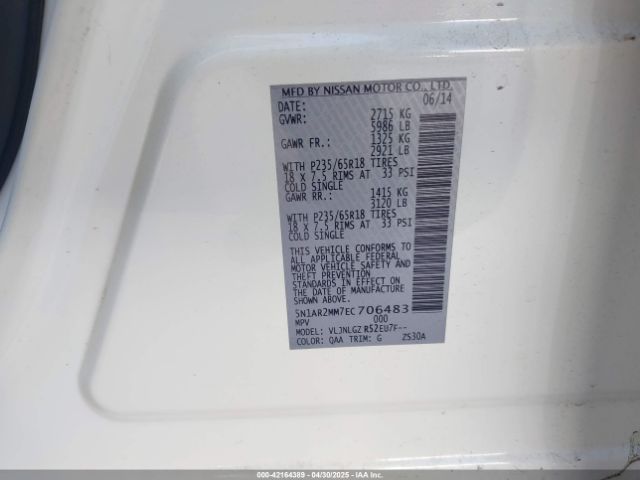 MFD BY NISSAN MOTOR CO., LTD.
DATE: 06/14
GVWR: 2715 KG
5986 LB
GAWR FR.: 1325 KG
2921 LB
WITH P235/65R18 TIRES
18 X 7.5 RIMS AT 33 PSI
COLD SINGLE
GAWR RR.: 1415 KG
3120 LB
WITH P235/65R18 TIRES
18 X 7.5 RIMS AT 33 PSI
COLD SINGLE
THIS VEHICLE CONFORMS TO
ALL APPLICABLE FEDERAL
MOTOR VEHICLE SAFETY AND
THEFT PREVENTION
STANDARDS IN EFFECT ON
THE DATE OF MANUFACTURE
SHOWN ABOVE.
5N1AR2MM7EC706483
MPV 000
MODEL: VLJNLGZ R52EU7F--
COLOR: QAA TRIM: G ZS30A
000-42164389 - 04/30/2025 - IAA Inc.